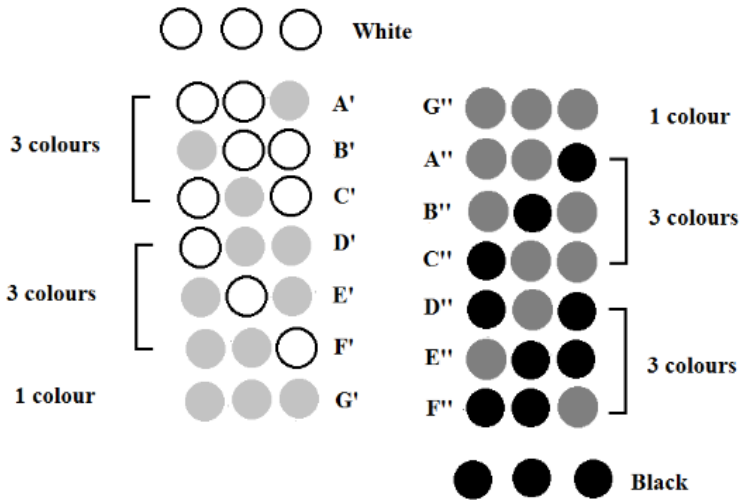 White
3 colours
A'
B'
C'
3 colours
D'
E'
F'
1 colour
G'
G''
1 colour
A''
B''
C''
3 colours
D''
E''
F''
3 colours
Black